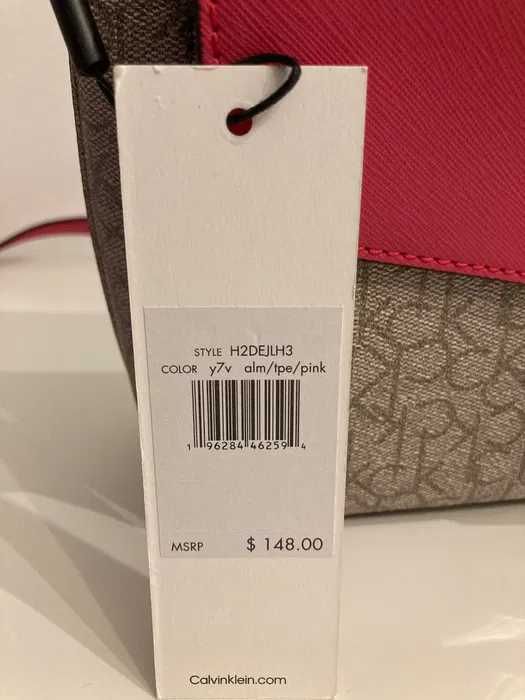 STYLE H2DEJLH3
COLOR y7v alm/tpe/pink
1 96284 46259 4
MSRP $ 148.00
Calvinklein.com